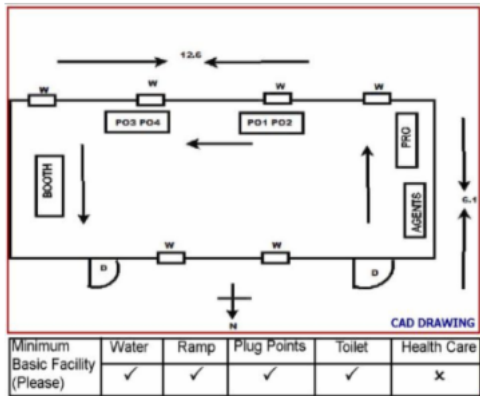 12.6
W W W W
PO3 PO4 PO1 PO2
PRO
BOOTH
AGENTS
6.1
W W
D D
N
CAD DRAWING
Minimum Basic Facility (Please) Water Ramp Plug Points Toilet Health Care
✓ ✓ ✓ ✓ x